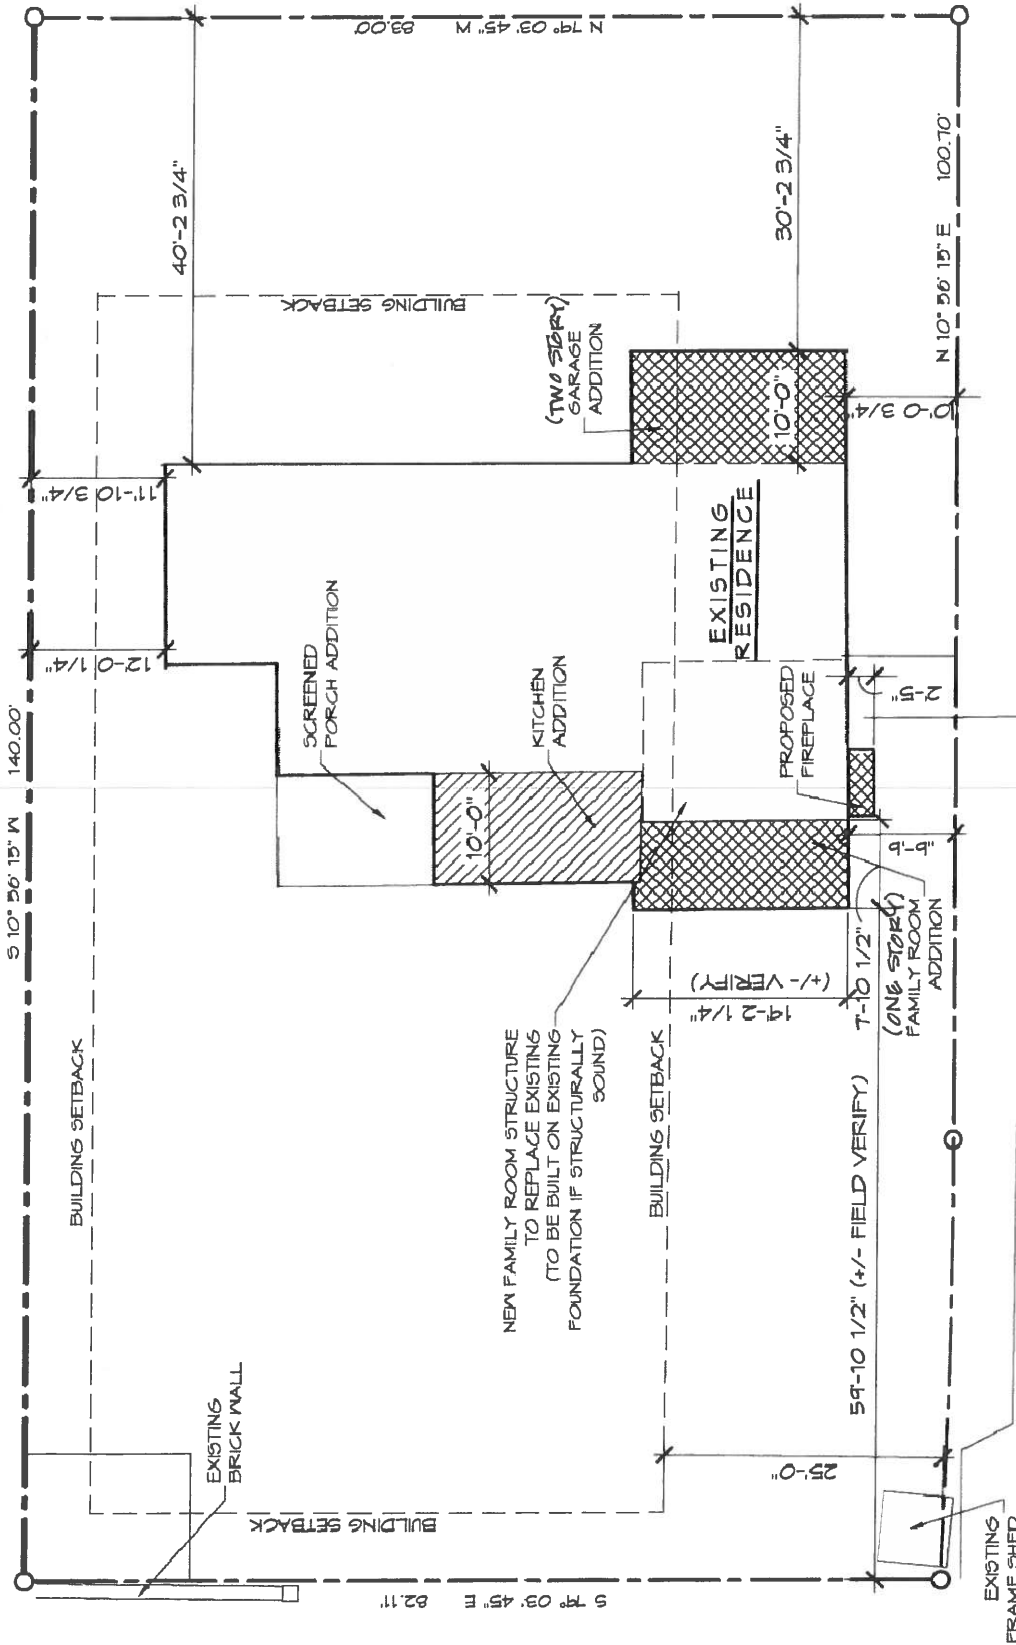 N 79° 03' 45" W 83.00'
S 10° 56' 15" W 140.00'
N 10° 56' 15" E 100.70'
S 79° 03' 45" E 82.11'
40'-2 3/4"
30'-2 3/4"
BUILDING SETBACK
(TWO STORY)
GARAGE
ADDITION
10'-0"
10'-0 3/4"
11'-10 3/4"
12'-0 1/4"
EXISTING
RESIDENCE
SCREENED
PORCH ADDITION
KITCHEN
ADDITION
10'-0"
PROPOSED
FIREPLACE
2'-5"
9'-9"
7'-10 1/2"
(ONE STORY)
FAMILY ROOM
ADDITION
19'-2 1/4"
(+/- VERIFY)
NEW FAMILY ROOM STRUCTURE
TO REPLACE EXISTING
(TO BE BUILT ON EXISTING
FOUNDATION IF STRUCTURALLY
SOUND)
BUILDING SETBACK
BUILDING SETBACK
59'-10 1/2" (+/- FIELD VERIFY)
EXISTING
BRICK WALL
25'-0"
BUILDING SETBACK
EXISTING
FRAME SHED